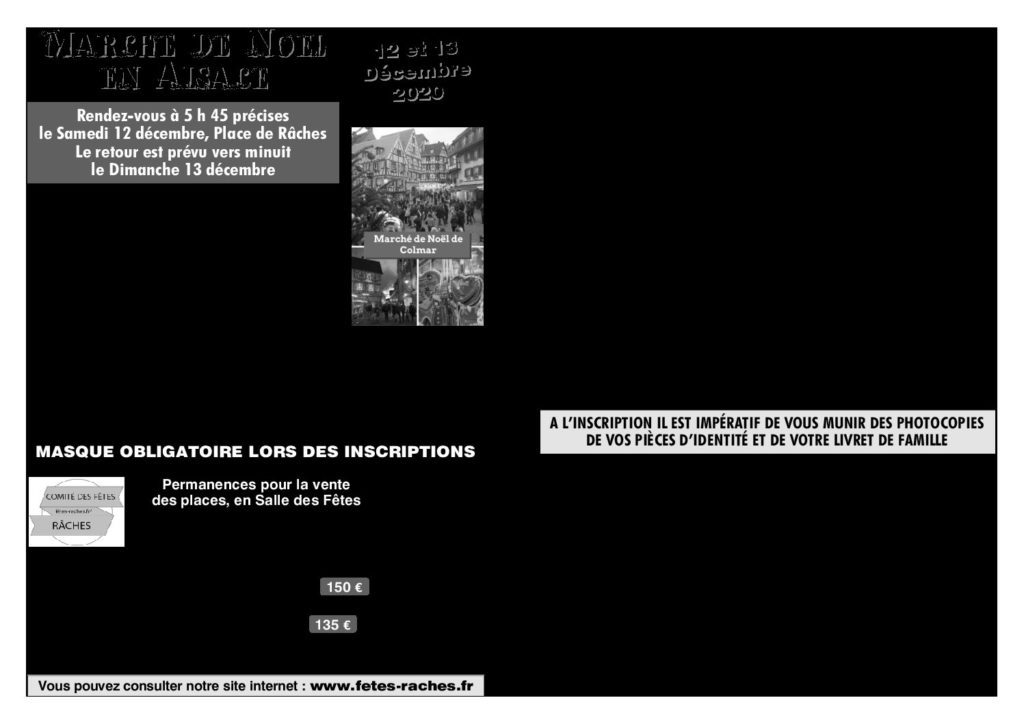 MARCHE DE NOEL
EN ALSACE
12 et 13
Décembre
2020
Rendez-vous à 5 h 45 précises
le Samedi 12 décembre, Place de Râches
Le retour est prévu vers minuit
le Dimanche 13 décembre
Marché de Noël de
Colmar
MASQUE OBLIGATOIRE LORS DES INSCRIPTIONS
COMITÉ DES FÊTES
fetes-raches.fr
RÂCHES
Permanences pour la vente
des places, en Salle des Fêtes
150 €
135 €
Vous pouvez consulter notre site internet : www.fetes-raches.fr
A L’INSCRIPTION IL EST IMPÉRATIF DE VOUS MUNIR DES PHOTOCOPIES
DE VOS PIÈCES D’IDENTITÉ ET DE VOTRE LIVRET DE FAMILLE